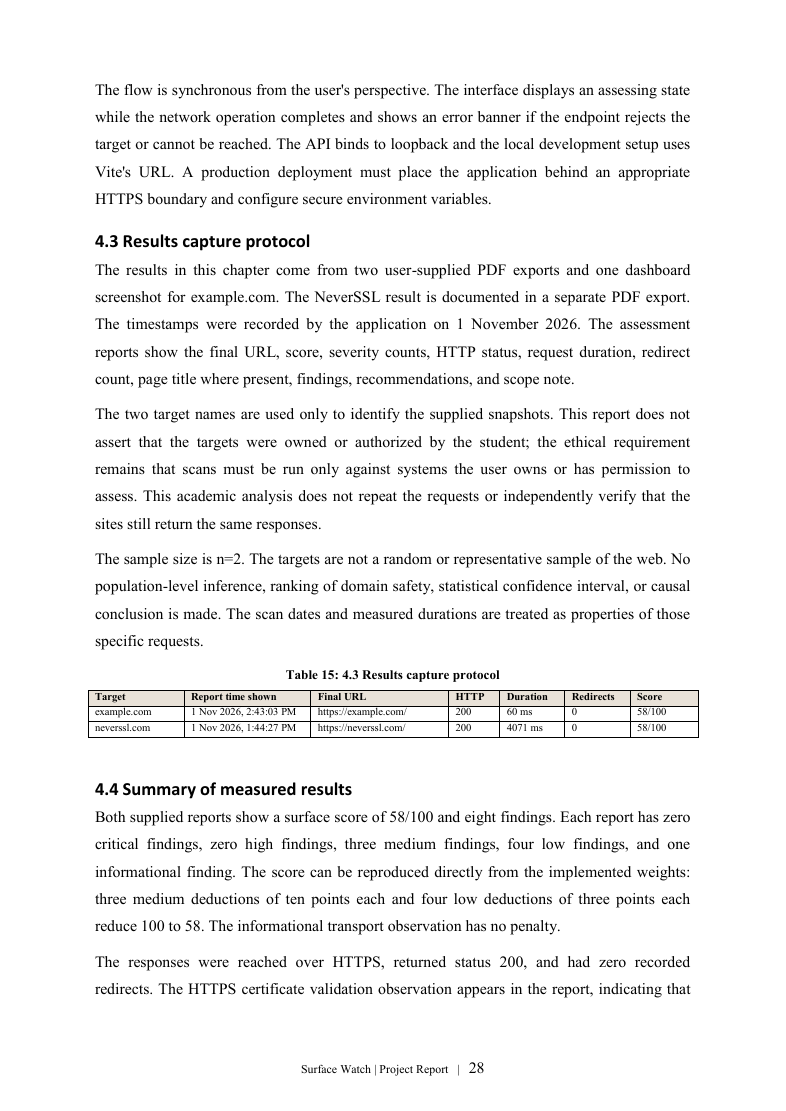 The flow is synchronous from the user's perspective. The interface displays an assessing state
while the network operation completes and shows an error banner if the endpoint rejects the
target or cannot be reached. The API binds to loopback and the local development setup uses
Vite's URL. A production deployment must place the application behind an appropriate
HTTPS boundary and configure secure environment variables.
4.3 Results capture protocol
The results in this chapter come from two user-supplied PDF exports and one dashboard
screenshot for example.com. The NeverSSL result is documented in a separate PDF export.
The timestamps were recorded by the application on 1 November 2026. The assessment
reports show the final URL, score, severity counts, HTTP status, request duration, redirect
count, page title where present, findings, recommendations, and scope note.
The two target names are used only to identify the supplied snapshots. This report does not
assert that the targets were owned or authorized by the student; the ethical requirement
remains that scans must be run only against systems the user owns or has permission to
assess. This academic analysis does not repeat the requests or independently verify that the
sites still return the same responses.
The sample size is n=2. The targets are not a random or representative sample of the web. No
population-level inference, ranking of domain safety, statistical confidence interval, or causal
conclusion is made. The scan dates and measured durations are treated as properties of those
specific requests.
Table 15: 4.3 Results capture protocol
Target Report time shown Final URL HTTP Duration Redirects Score
example.com 1 Nov 2026, 2:43:03 PM https://example.com/ 200 60 ms 0 58/100
neverssl.com 1 Nov 2026, 1:44:27 PM https://neverssl.com/ 200 4071 ms 0 58/100
4.4 Summary of measured results
Both supplied reports show a surface score of 58/100 and eight findings. Each report has zero
critical findings, zero high findings, three medium findings, four low findings, and one
informational finding. The score can be reproduced directly from the implemented weights:
three medium deductions of ten points each and four low deductions of three points each
reduce 100 to 58. The informational transport observation has no penalty.
The responses were reached over HTTPS, returned status 200, and had zero recorded
redirects. The HTTPS certificate validation observation appears in the report, indicating that
Surface Watch | Project Report | 28